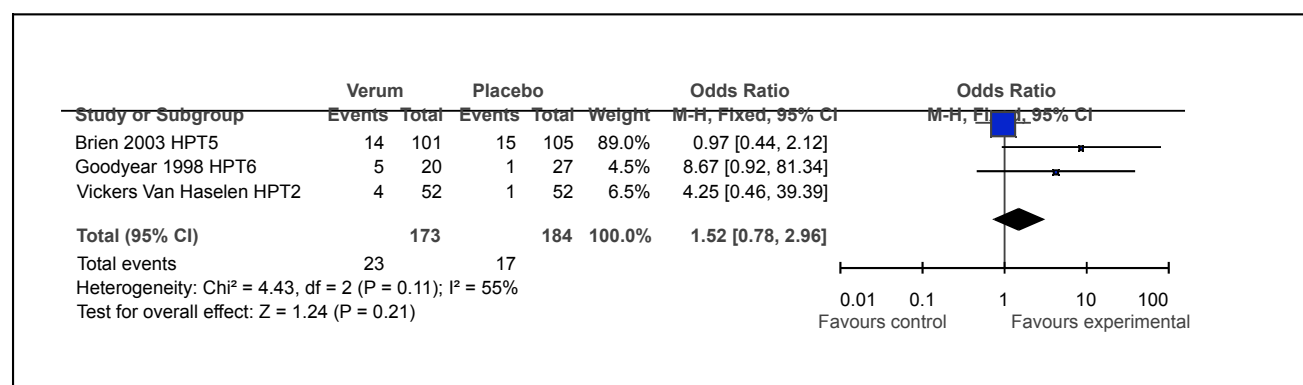 Verum Placebo Odds Ratio Odds Ratio
Study or Subgroup Events Total Events Total Weight M-H, Fixed, 95% CI M-H, Fixed, 95% CI
Brien 2003 HPT5 14 101 15 105 89.0% 0.97 [0.44, 2.12]
Goodyear 1998 HPT6 5 20 1 27 4.5% 8.67 [0.92, 81.34]
Vickers Van Haselen HPT2 4 52 1 52 6.5% 4.25 [0.46, 39.39]
Total (95% CI) 173 184 100.0% 1.52 [0.78, 2.96]
Total events 23 17
Heterogeneity: Chi² = 4.43, df = 2 (P = 0.11); I² = 55%
Test for overall effect: Z = 1.24 (P = 0.21)
0.01 0.1 1 10 100
Favours control Favours experimental